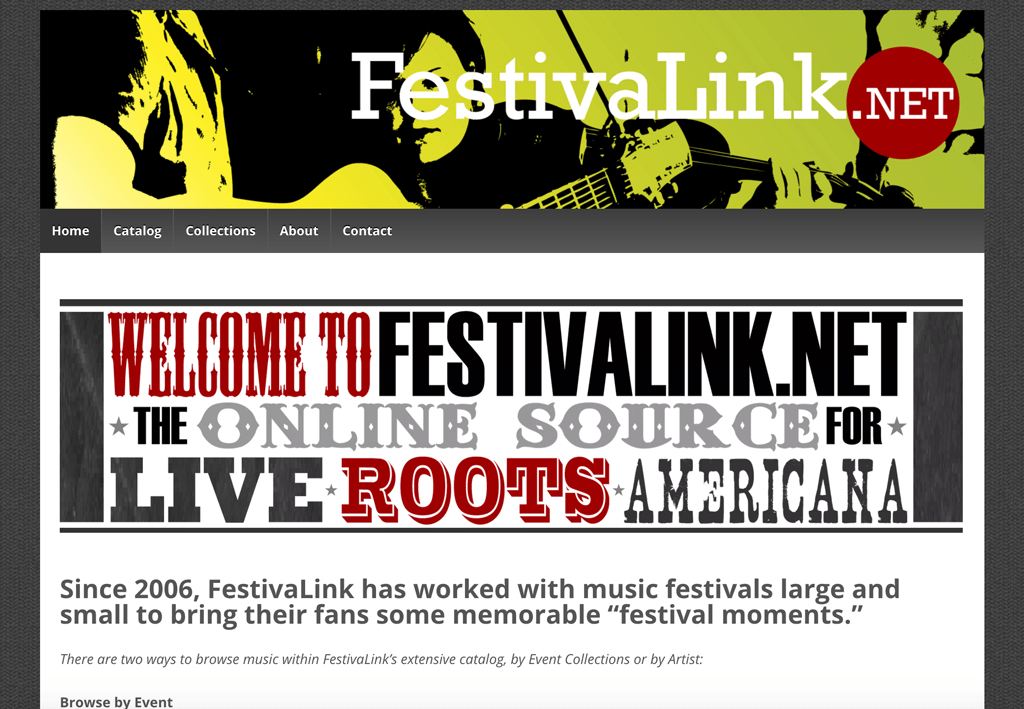 FestivaLink.NET
Home Catalog Collections About Contact
WELCOME TO FESTIVALINK.NET
THE ONLINE SOURCE FOR
LIVE ROOTS AMERICANA
Since 2006, FestivaLink has worked with music festivals large and
small to bring their fans some memorable “festival moments.”
There are two ways to browse music within FestivaLink’s extensive catalog, by Event Collections or by Artist:
Browse by Event